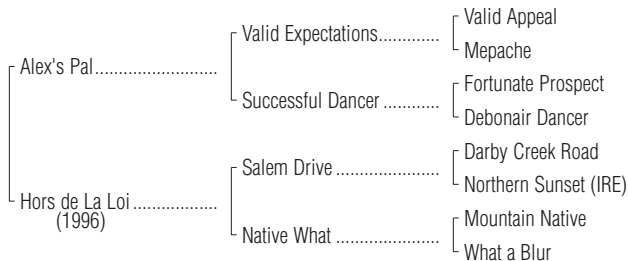 Valid Appeal
Valid Expectations.............
Mepache
Alex's Pal..........................
Fortunate Prospect
Successful Dancer ............
Debonair Dancer
Darby Creek Road
Salem Drive ......................
Northern Sunset (IRE)
Hors de La Loi ..................
(1996)
Mountain Native
Native What ......................
What a Blur